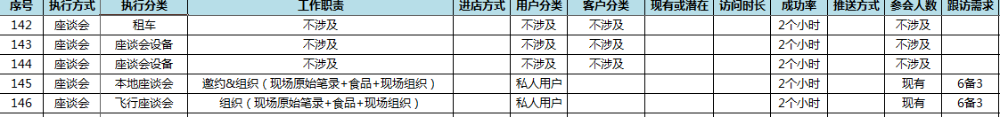 序号 执行方式 执行分类 工作职责 进店方式 用户分类 客户分类 现有或潜在 访问时长 成功率 推送方式 参会人数 跟访需求
142 座谈会 租车 不涉及 不涉及 不涉及 2个小时 不涉及
143 座谈会 座谈会设备 不涉及 不涉及 不涉及 2个小时 不涉及
144 座谈会 座谈会设备 不涉及 不涉及 不涉及 2个小时 不涉及
145 座谈会 本地座谈会 邀约&组织（现场原始笔录+食品+现场组织） 私人用户 2个小时 现有 6备3
146 座谈会 飞行座谈会 组织（现场原始笔录+食品+现场组织） 私人用户 2个小时 现有 6备3